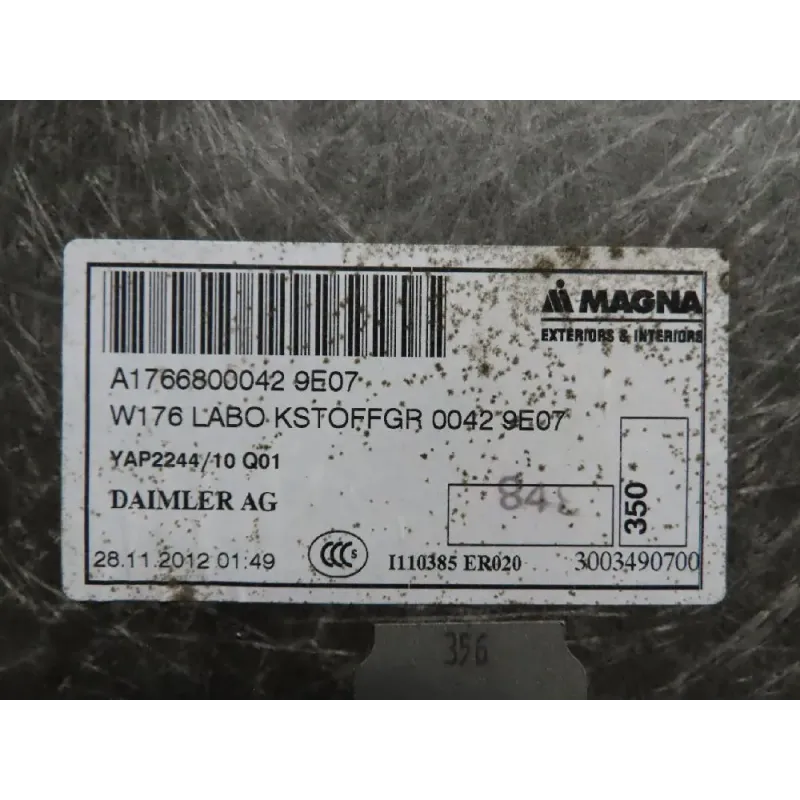 MAGNA
EXTERIORS & INTERIORS
A1766800042 9E07
W176 LABO KSTOFFGR 0042 9E07
YAP2244/10 Q01
DAIMLER AG
350
28.11.2012 01:49
CCC S
I110385 ER020
3003490700
356